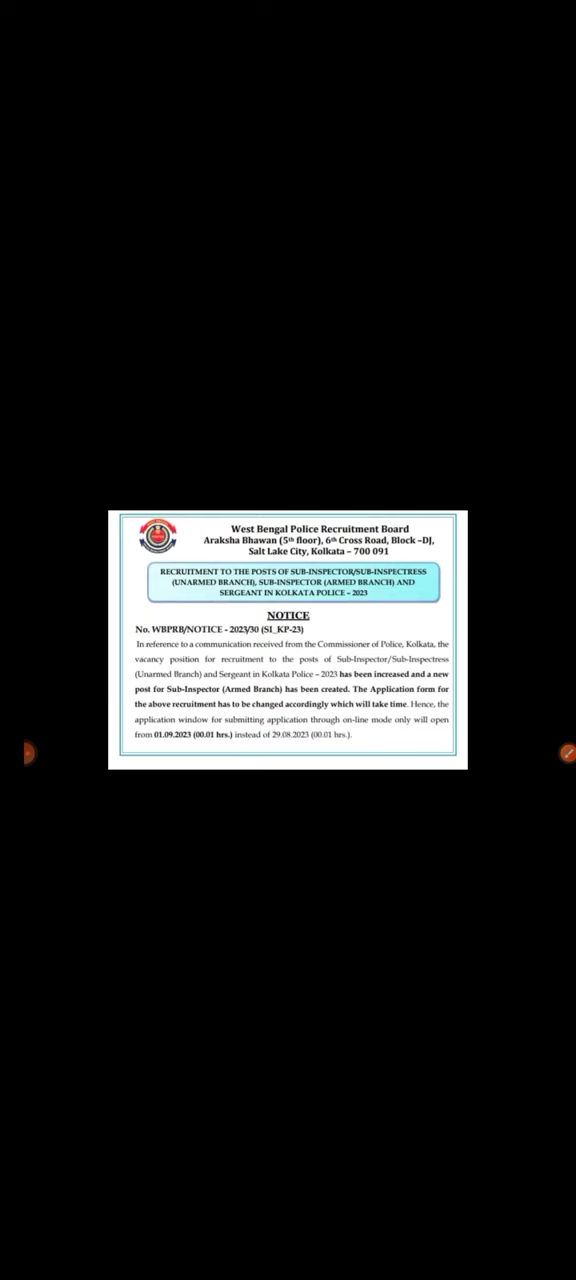 West Bengal Police Recruitment Board
Araksha Bhawan (5th floor), 6th Cross Road, Block –DJ,
Salt Lake City, Kolkata – 700 091
RECRUITMENT TO THE POSTS OF SUB-INSPECTOR/SUB-INSPECTRESS
(UNARMED BRANCH), SUB-INSPECTOR (ARMED BRANCH) AND
SERGEANT IN KOLKATA POLICE – 2023
NOTICE
No. WBPRB/NOTICE - 2023/30 (SI_KP-23)
In reference to a communication received from the Commissioner of Police, Kolkata, the
vacancy position for recruitment to the posts of Sub-Inspector/Sub-Inspectress
(Unarmed Branch) and Sergeant in Kolkata Police – 2023 has been increased and a new
post for Sub-Inspector (Armed Branch) has been created. The Application form for
the above recruitment has to be changed accordingly which will take time. Hence, the
application window for submitting application through on-line mode only will open
from 01.09.2023 (00.01 hrs.) instead of 29.08.2023 (00.01 hrs.).